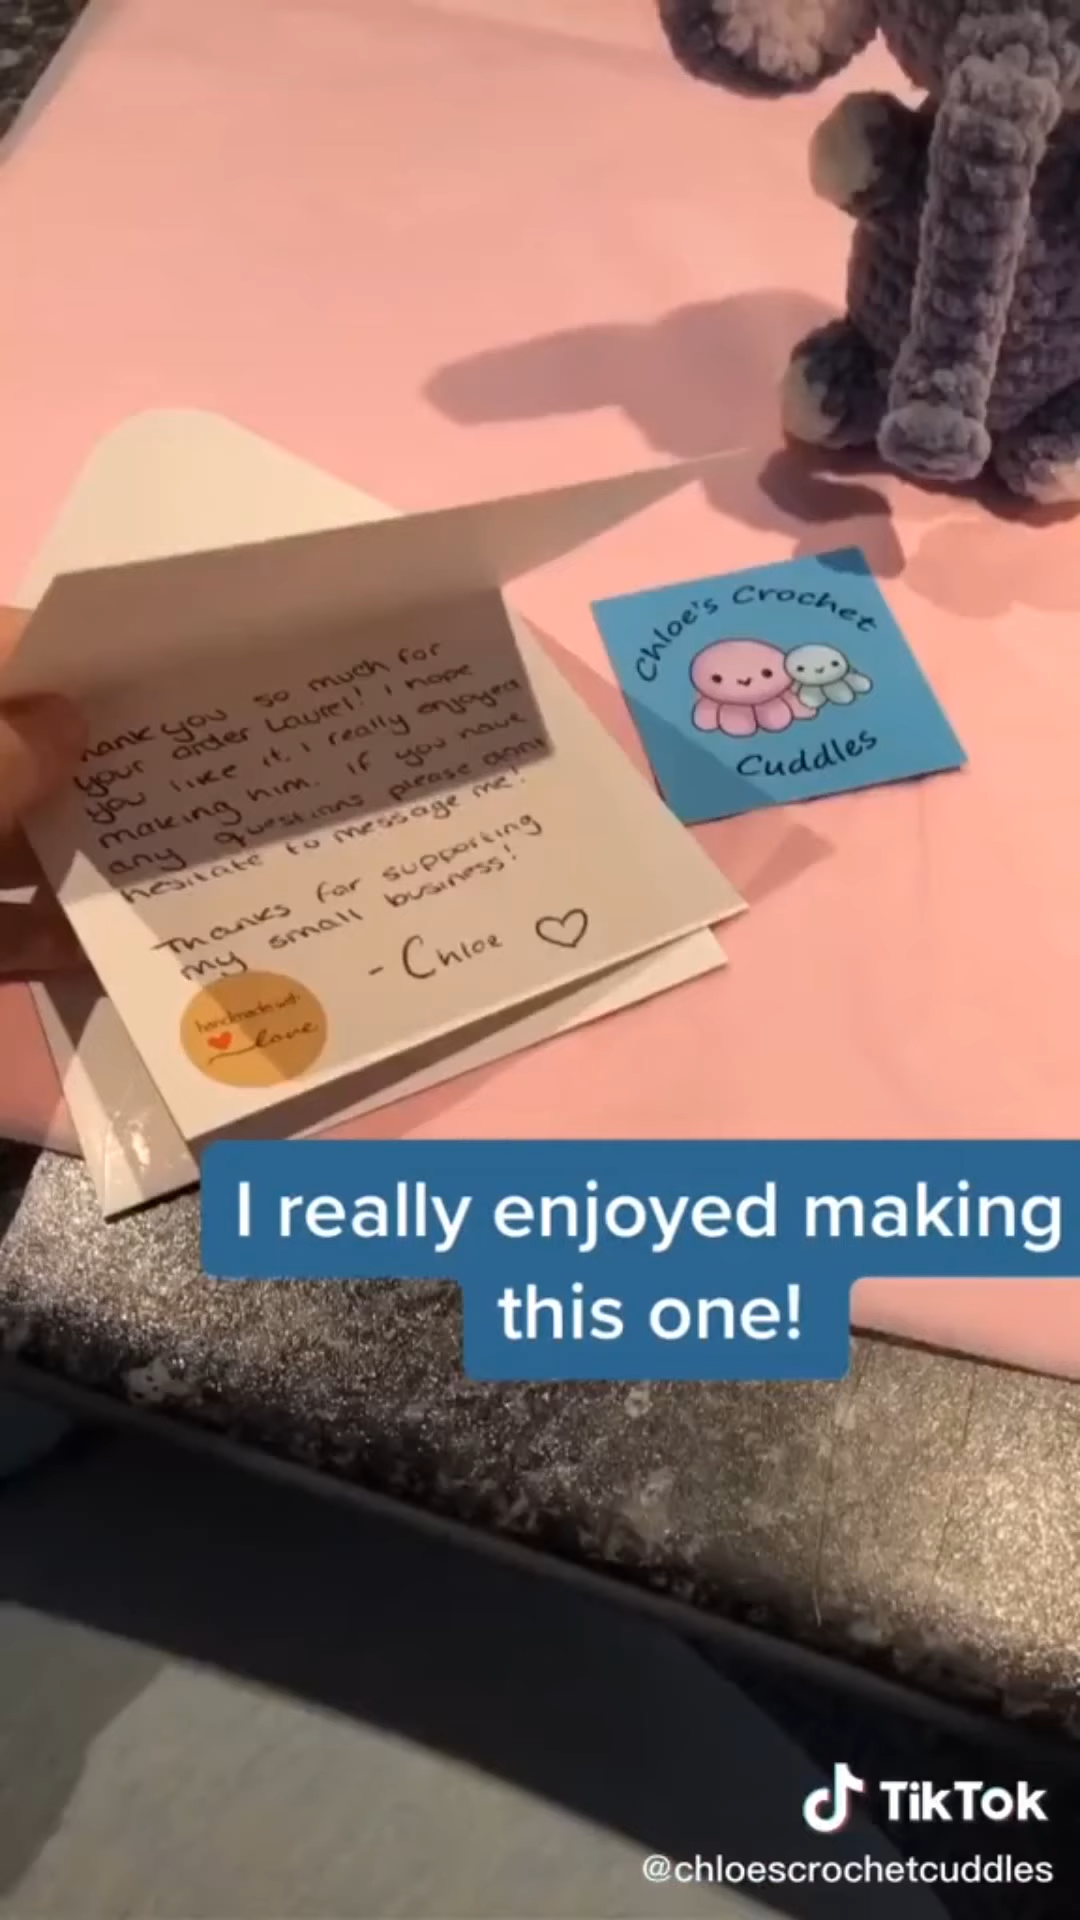 Chloe's Crochet
Cuddles
hank you so much for
your order Laurel! I hope
you like it, I really enjoyed
making him. If you have
any questions please dont
hesitate to message me!
Thanks for supporting
my small business!
- Chloe
handmade with
love
I really enjoyed making
this one!
TikTok
@chloescrochetcuddles